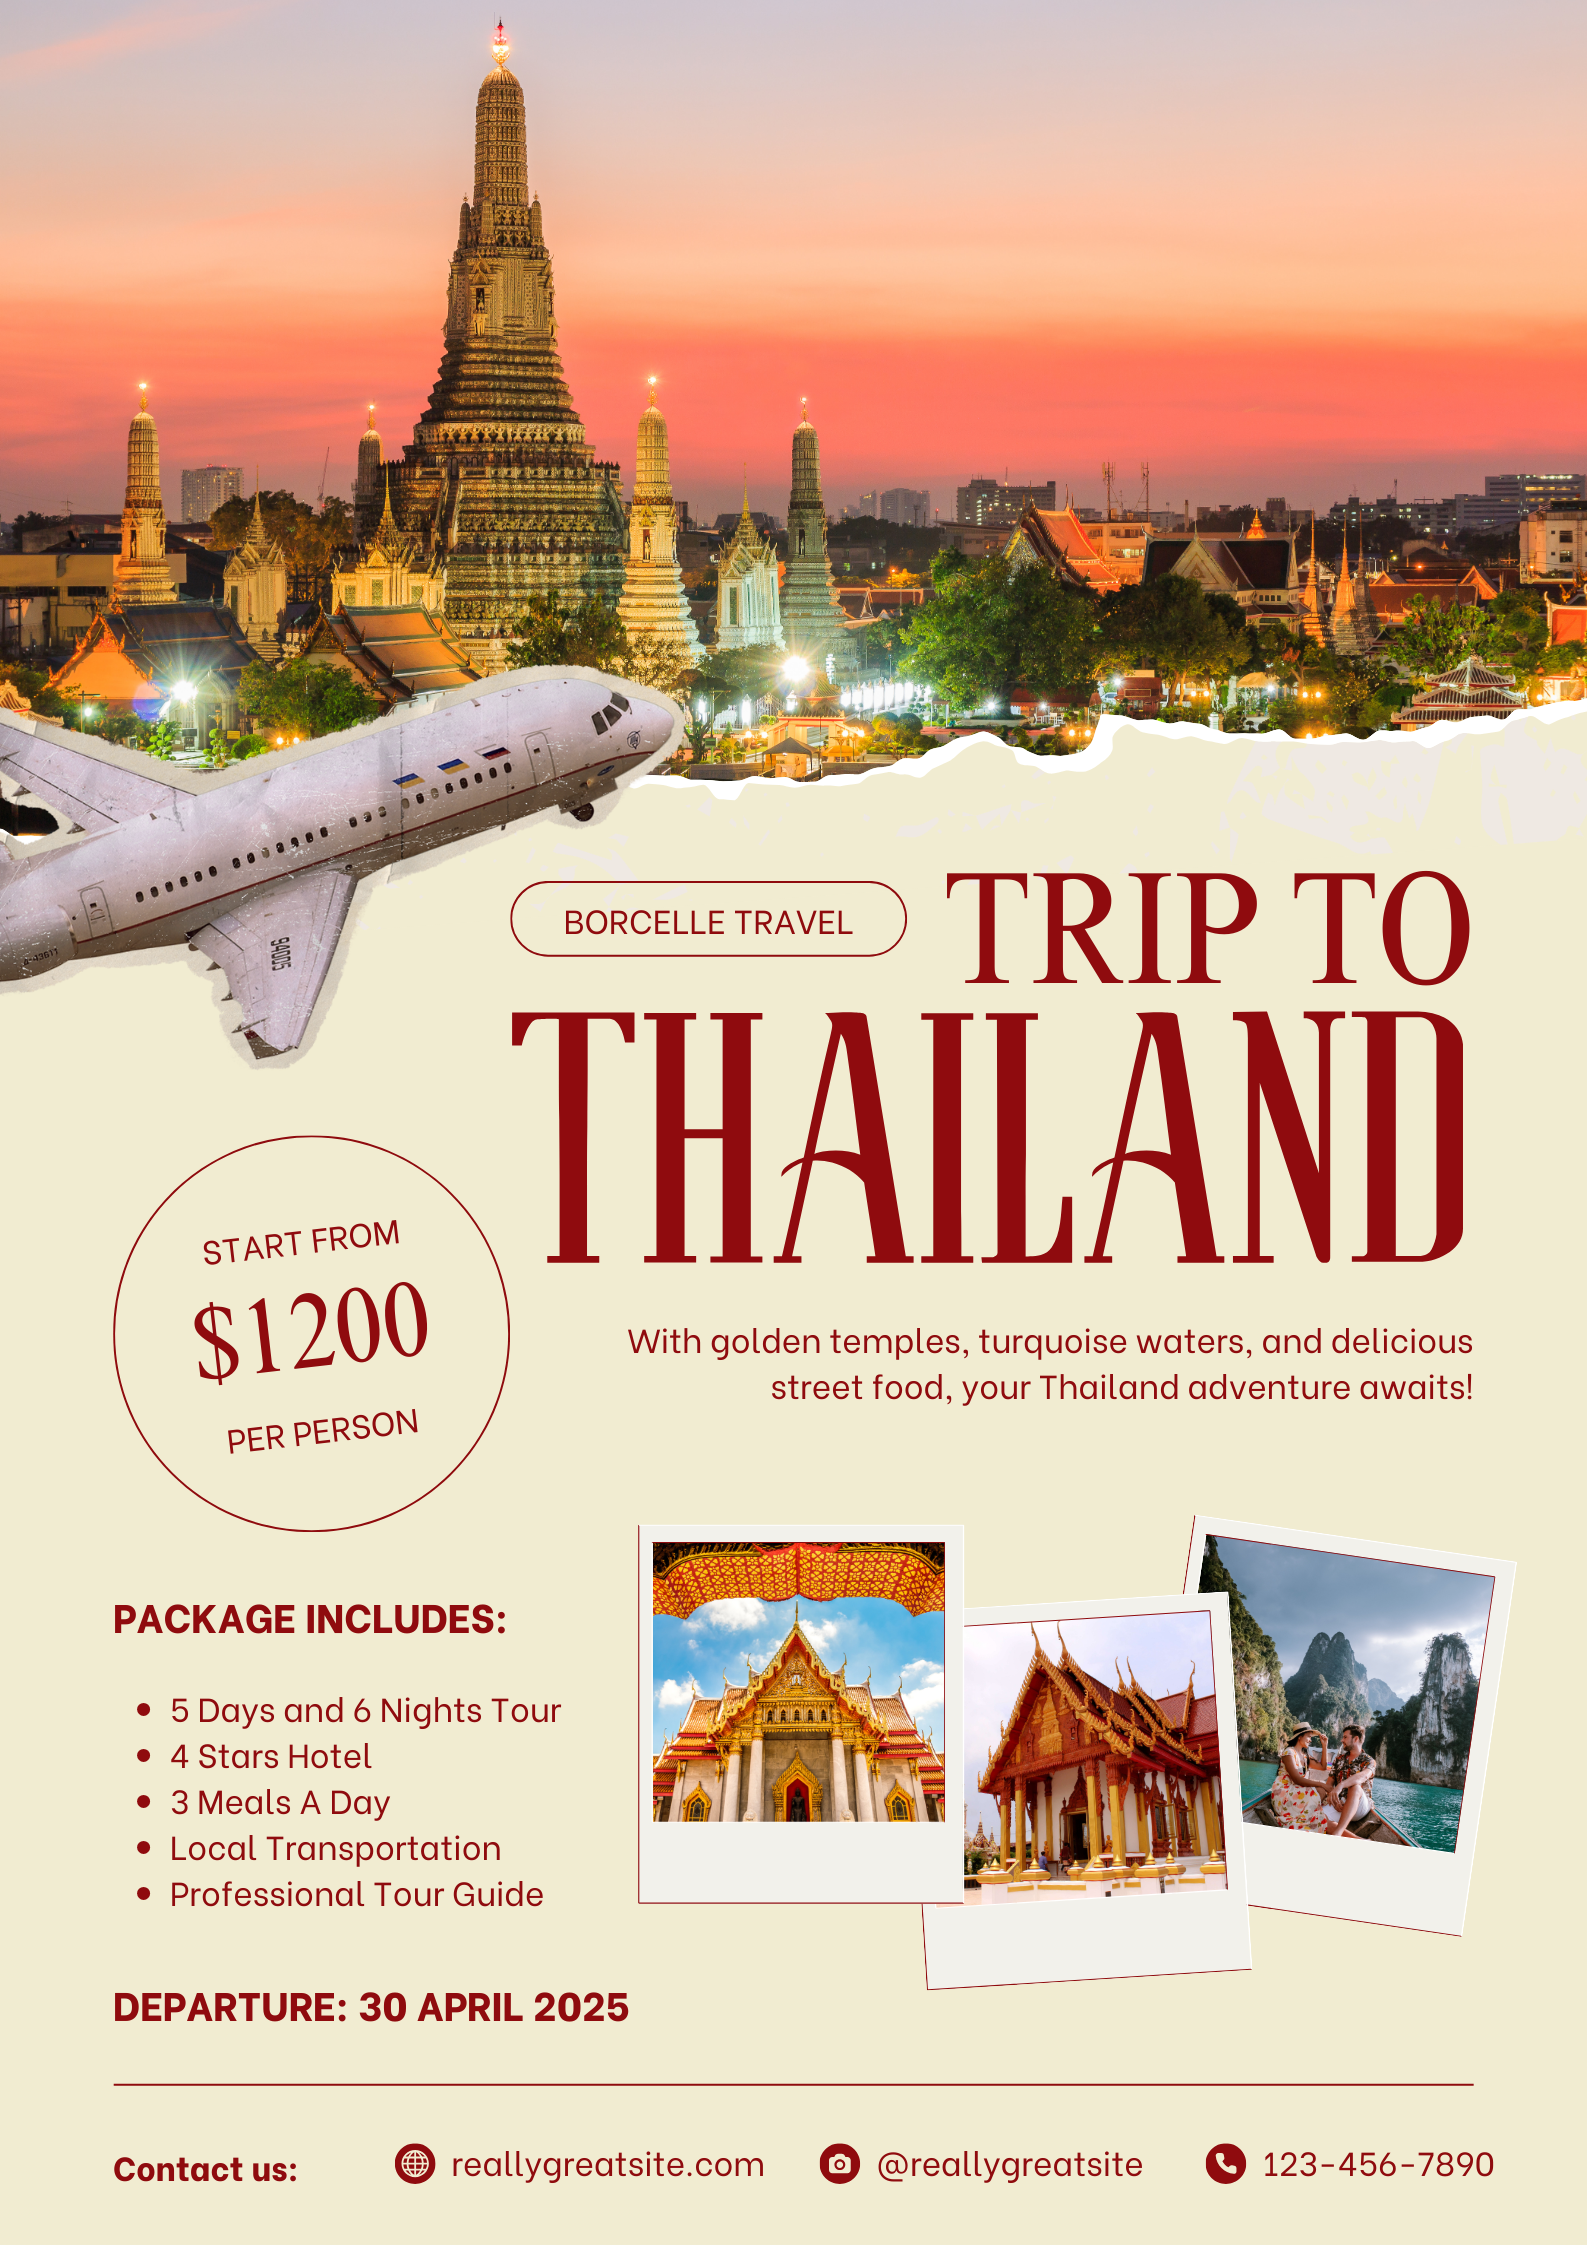 BORCELLE TRAVEL
TRIP TO
THAILAND
START FROM
$1200
PER PERSON
With golden temples, turquoise waters, and delicious
street food, your Thailand adventure awaits!
PACKAGE INCLUDES:
5 Days and 6 Nights Tour
4 Stars Hotel
3 Meals A Day
Local Transportation
Professional Tour Guide
DEPARTURE: 30 APRIL 2025
Contact us:
reallygreatsite.com
@reallygreatsite
123-456-7890